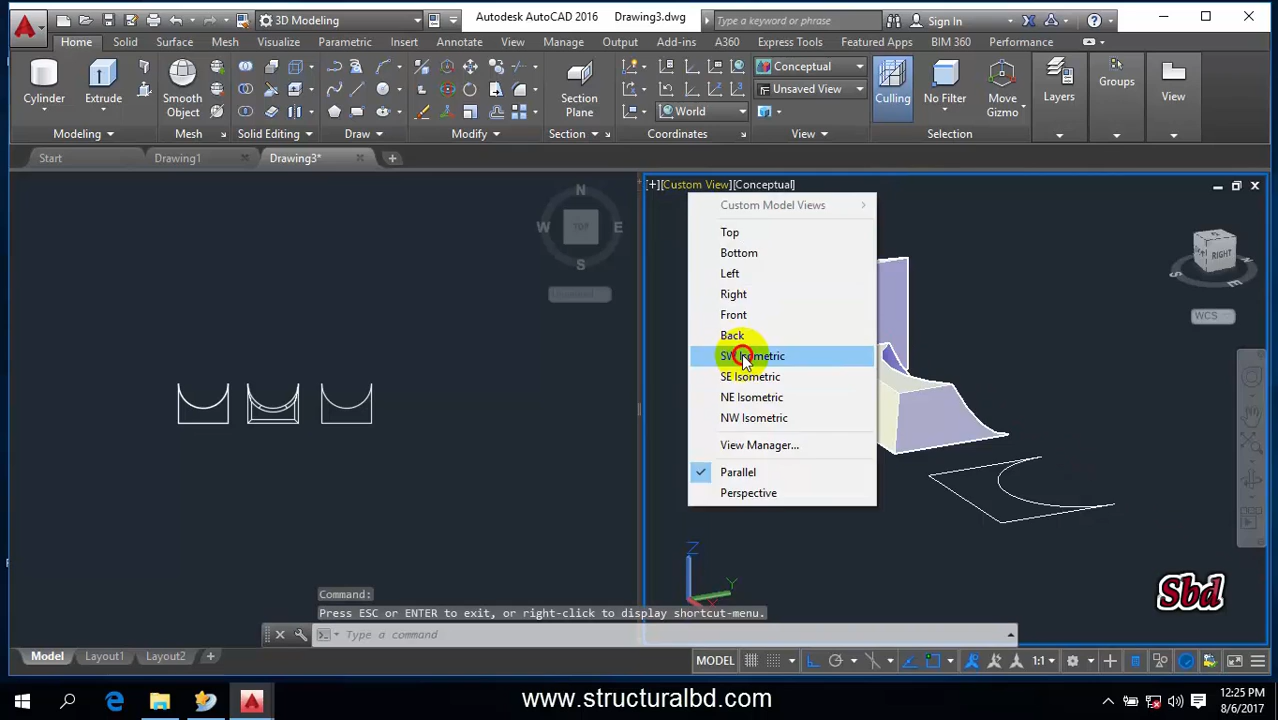 3D Modeling
Autodesk AutoCAD 2016 Drawing3.dwg
Type a keyword or phrase
Sign In
Home Solid Surface Mesh Visualize Parametric Insert Annotate View Manage Output Add-ins A360 Express Tools Featured Apps BIM 360 Performance
Cylinder
Extrude
Smooth
Object
Section
Plane
Conceptual
Unsaved View
World
Culling
No Filter
Move
Gizmo
Layers
Groups
View
Modeling
Mesh
Solid Editing
Draw
Modify
Section
Coordinates
View
Selection
Start
Drawing1
Drawing3*
[+][Custom View][Conceptual]
Custom Model Views
Top
Bottom
Left
Right
Front
Back
SW Isometric
SE Isometric
NE Isometric
NW Isometric
View Manager...
Parallel
Perspective
N
W
TOP
E
S
RIGHT
S
WCS
Z
Y
Sbd
Command:
Press ESC or ENTER to exit, or right-click to display shortcut-menu.
Type a command
Model Layout1 Layout2
MODEL
1:1
www.structuralbd.com
12:25 PM
8/6/2017